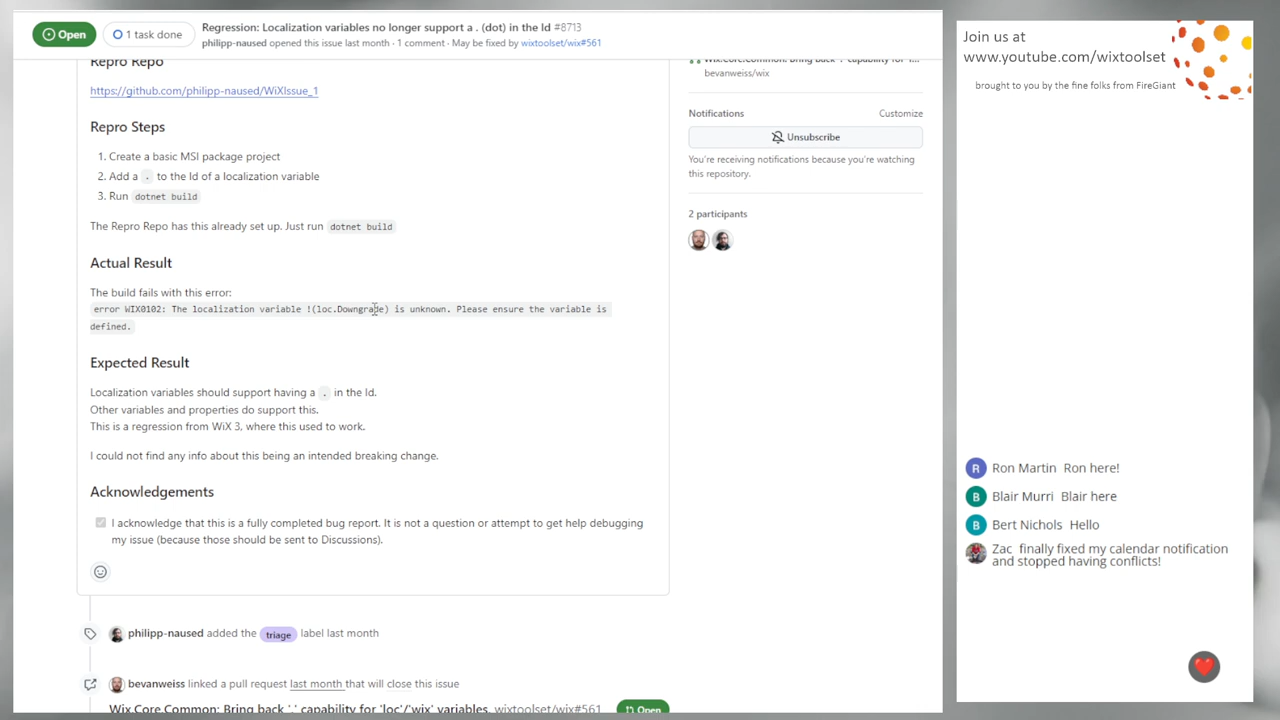 Open
1 task done
Regression: Localization variables no longer support a . (dot) in the Id #8713
philipp-naused opened this issue last month · 1 comment · May be fixed by wixtoolset/wix#561
Repro Repo
https://github.com/philipp-naused/WiXIssue_1
Repro Steps
1. Create a basic MSI package project
2. Add a . to the Id of a localization variable
3. Run dotnet build
The Repro Repo has this already set up. Just run dotnet build
Actual Result
The build fails with this error:
error WIX0102: The localization variable !(loc.Downgrade) is unknown. Please ensure the variable is
defined.
Expected Result
Localization variables should support having a . in the Id.
Other variables and properties do support this.
This is a regression from WiX 3, where this used to work.
I could not find any info about this being an intended breaking change.
Acknowledgements
I acknowledge that this is a fully completed bug report. It is not a question or attempt to get help debugging
my issue (because those should be sent to Discussions).
philipp-naused added the triage label last month
bevanweiss linked a pull request last month that will close this issue
Wix.Core.Common: Bring back '.' capability for 'loc'/'wix' variables. wixtoolset/wix#561
Open
Wix.Core.Common: Bring back '.' capability for 'l...
bevanweiss/wix
Notifications
Customize
Unsubscribe
You're receiving notifications because you're watching
this repository.
2 participants
Join us at
www.youtube.com/wixtoolset
brought to you by the fine folks from FireGiant
R Ron Martin Ron here!
B Blair Murri Blair here
B Bert Nichols Hello
Zac finally fixed my calendar notification
and stopped having conflicts!